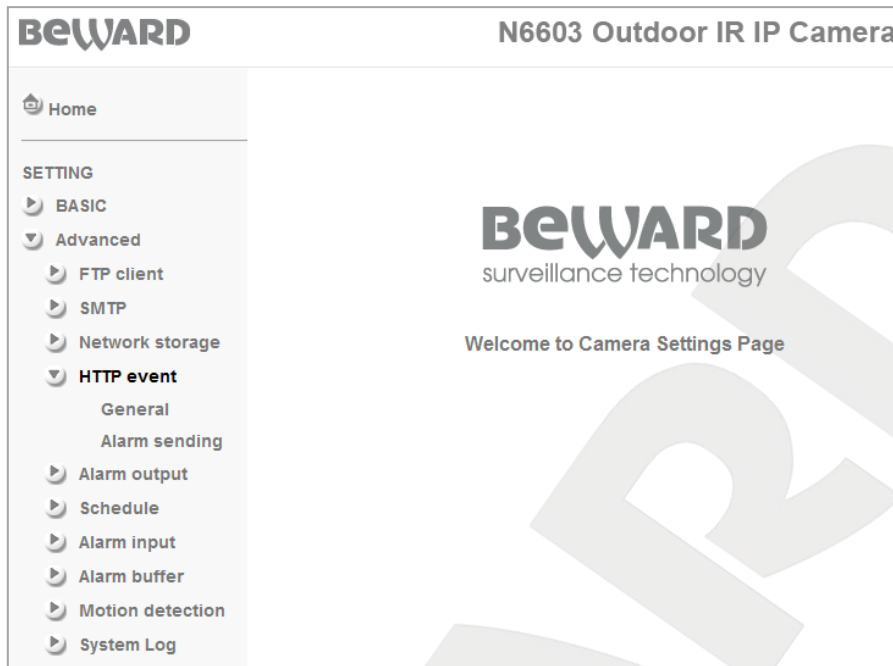 BEWARD
N6603 Outdoor IR IP Camera
Home
SETTING
BASIC
Advanced
FTP client
SMTP
Network storage
HTTP event
General
Alarm sending
Alarm output
Schedule
Alarm input
Alarm buffer
Motion detection
System Log
BEWARD
surveillance technology
Welcome to Camera Settings Page